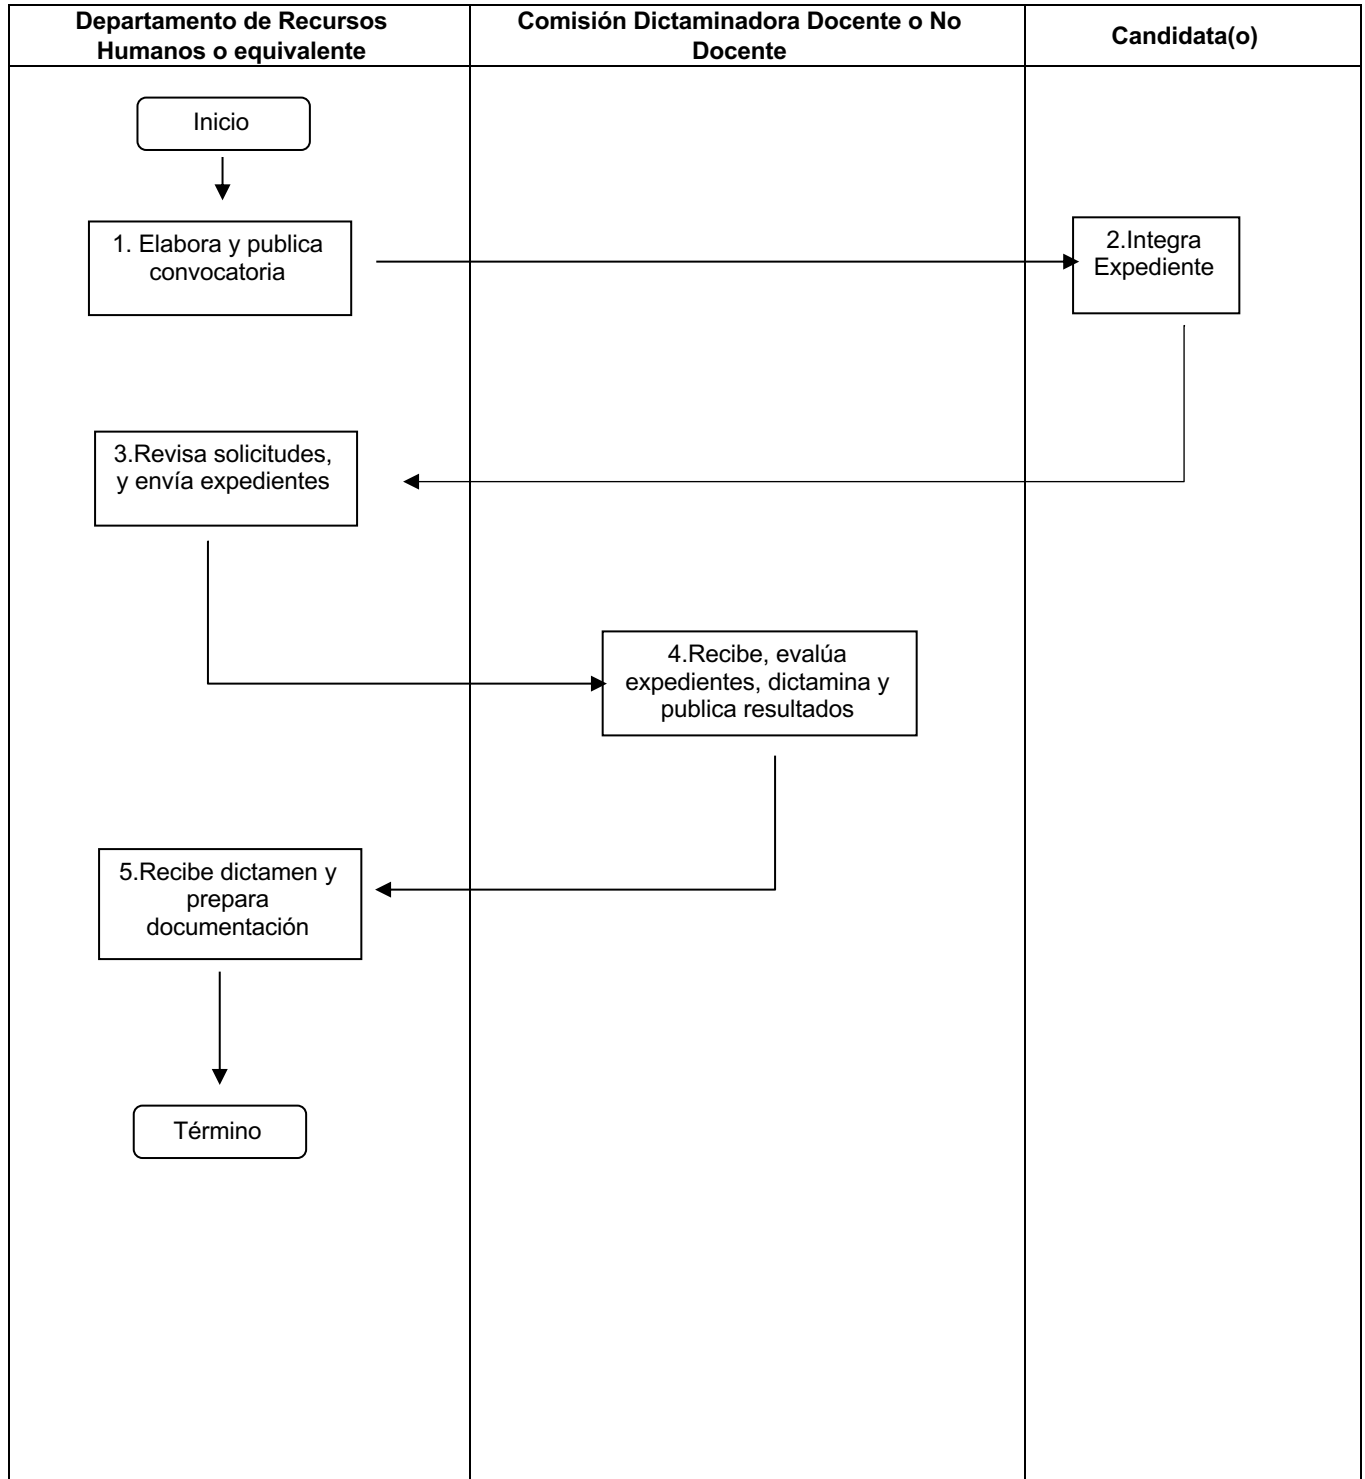 Departamento de Recursos
Humanos o equivalente
Comisión Dictaminadora Docente o No
Docente
Candidata(o)
Inicio
1. Elabora y publica
convocatoria
2.Integra
Expediente
3.Revisa solicitudes,
y envía expedientes
4.Recibe, evalúa
expedientes, dictamina y
publica resultados
5.Recibe dictamen y
prepara
documentación
Término